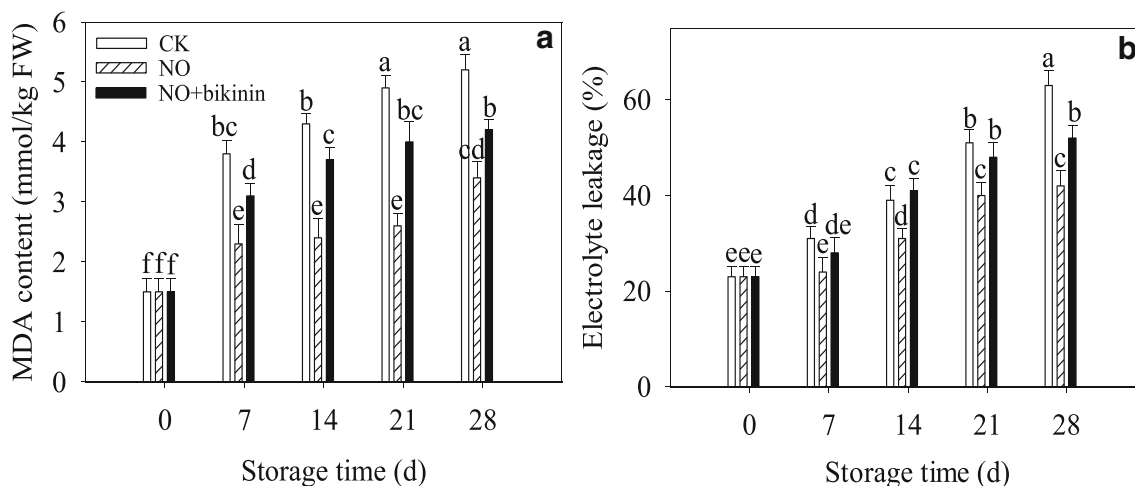 a
MDA content (mmol/kg FW)
6
5
4
3
2
1
0
CK
NO
NO+bikinin
f f f
bc
e
d
b
e
c
a
e
bc
a
cd
b
0 7 14 21 28
Storage time (d)
b
Electrolyte leakage (%)
60
40
20
0
eee
d
e
de
c
d
c
b
c
b
a
c
b
0 7 14 21 28
Storage time (d)